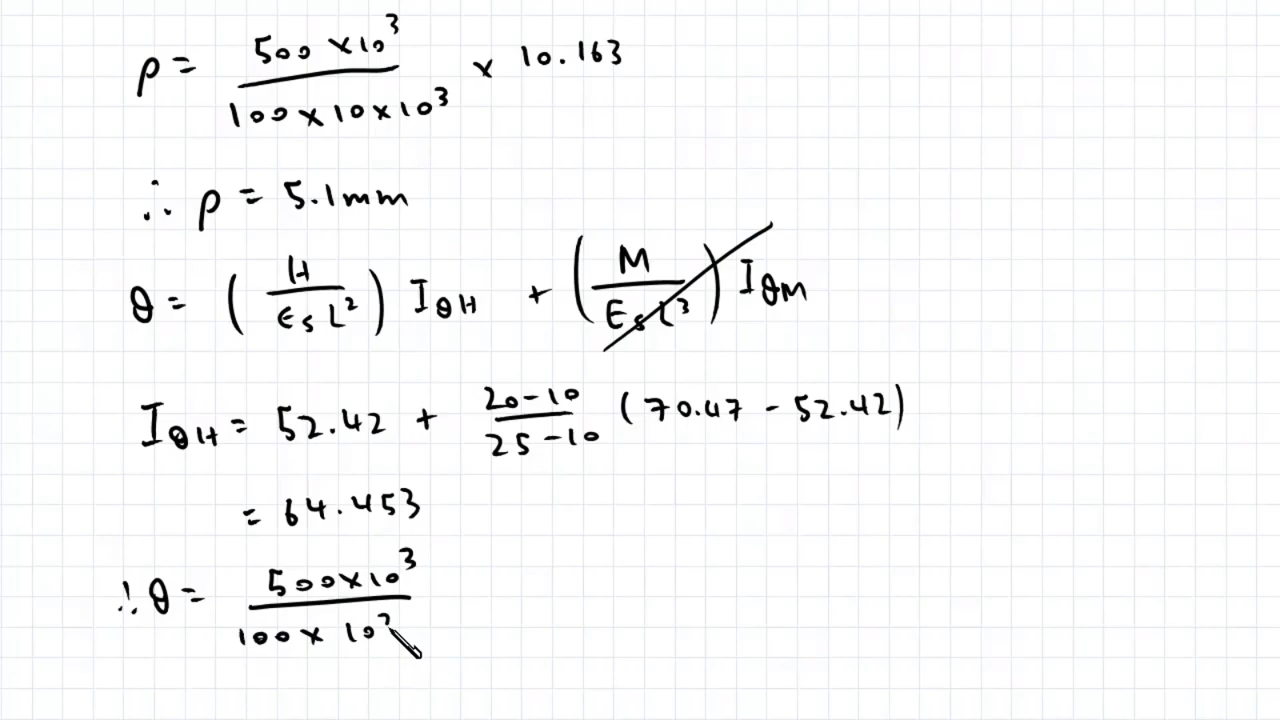 ρ = 500 × 10³ / 100 × 10 × 10³ × 10.163
∴ ρ = 5.1mm
θ = (H / E_s L²) I_θH + (M / E_s L³) I_θM
I_θH = 52.42 + 20 - 10 / 25 - 10 (70.47 - 52.42)
= 64.453
∴ θ = 500 × 10³ / 100 × 10²